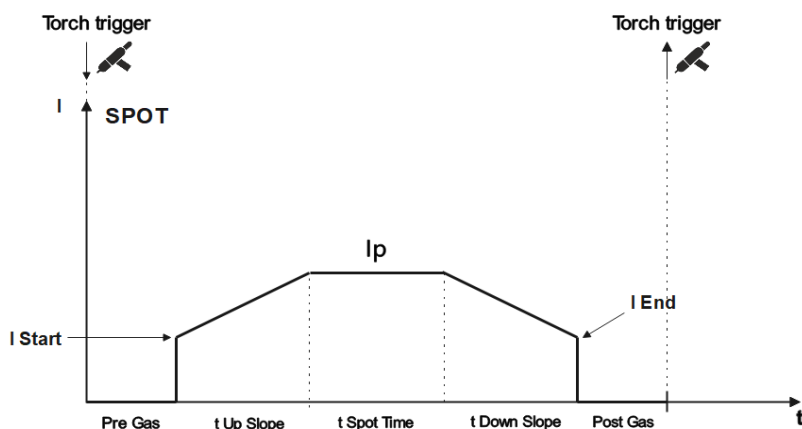 Torch trigger
Torch trigger
I
SPOT
Ip
I Start
I End
Pre Gas
t Up Slope
t Spot Time
t Down Slope
Post Gas
t